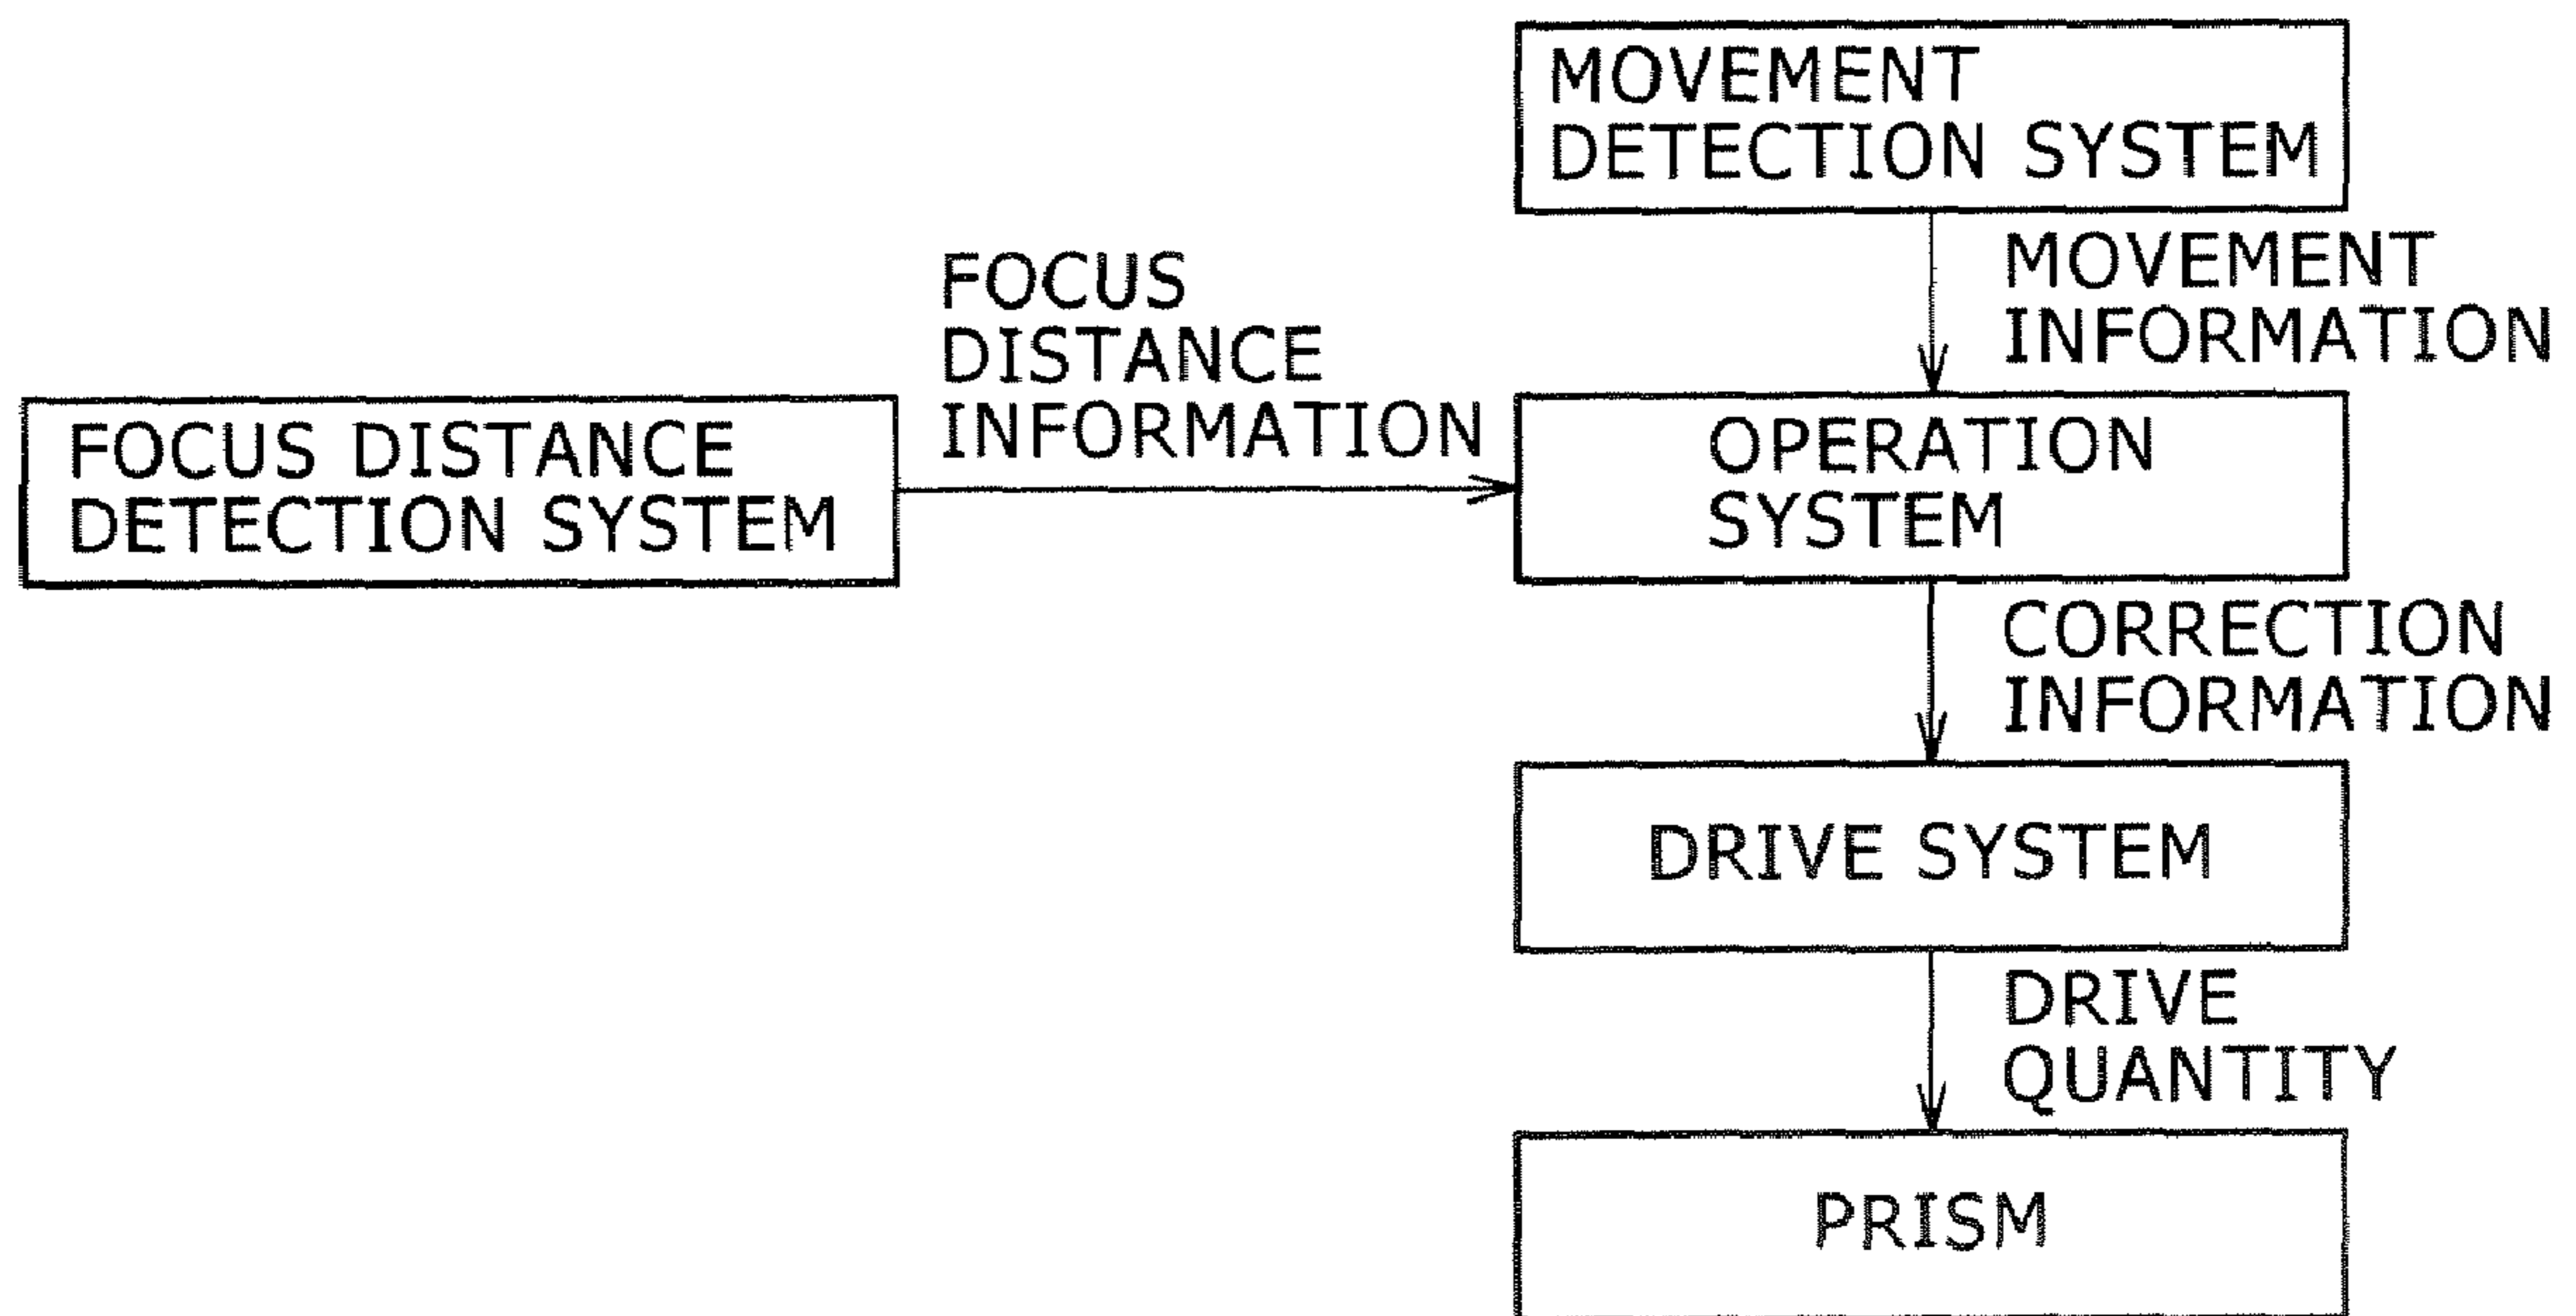 MOVEMENT
DETECTION SYSTEM
MOVEMENT
INFORMATION
FOCUS
DISTANCE
INFORMATION
FOCUS DISTANCE
DETECTION SYSTEM
OPERATION
SYSTEM
CORRECTION
INFORMATION
DRIVE SYSTEM
DRIVE
QUANTITY
PRISM